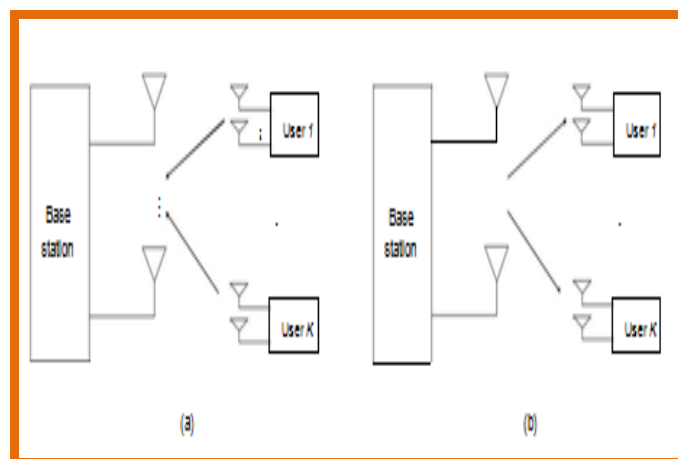 User 1
User 1
Base
station
Base
station
User K
User K
(a)
(b)